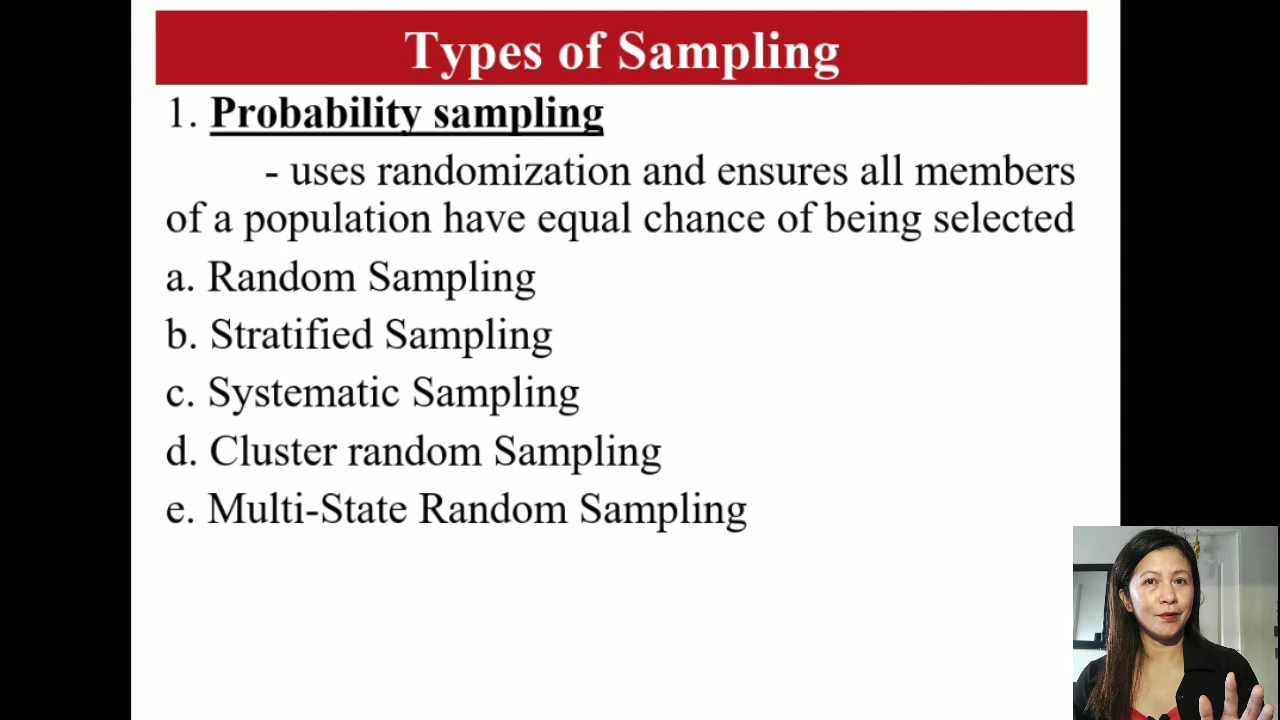 Types of Sampling
1. Probability sampling
- uses randomization and ensures all members
of a population have equal chance of being selected
a. Random Sampling
b. Stratified Sampling
c. Systematic Sampling
d. Cluster random Sampling
e. Multi-State Random Sampling